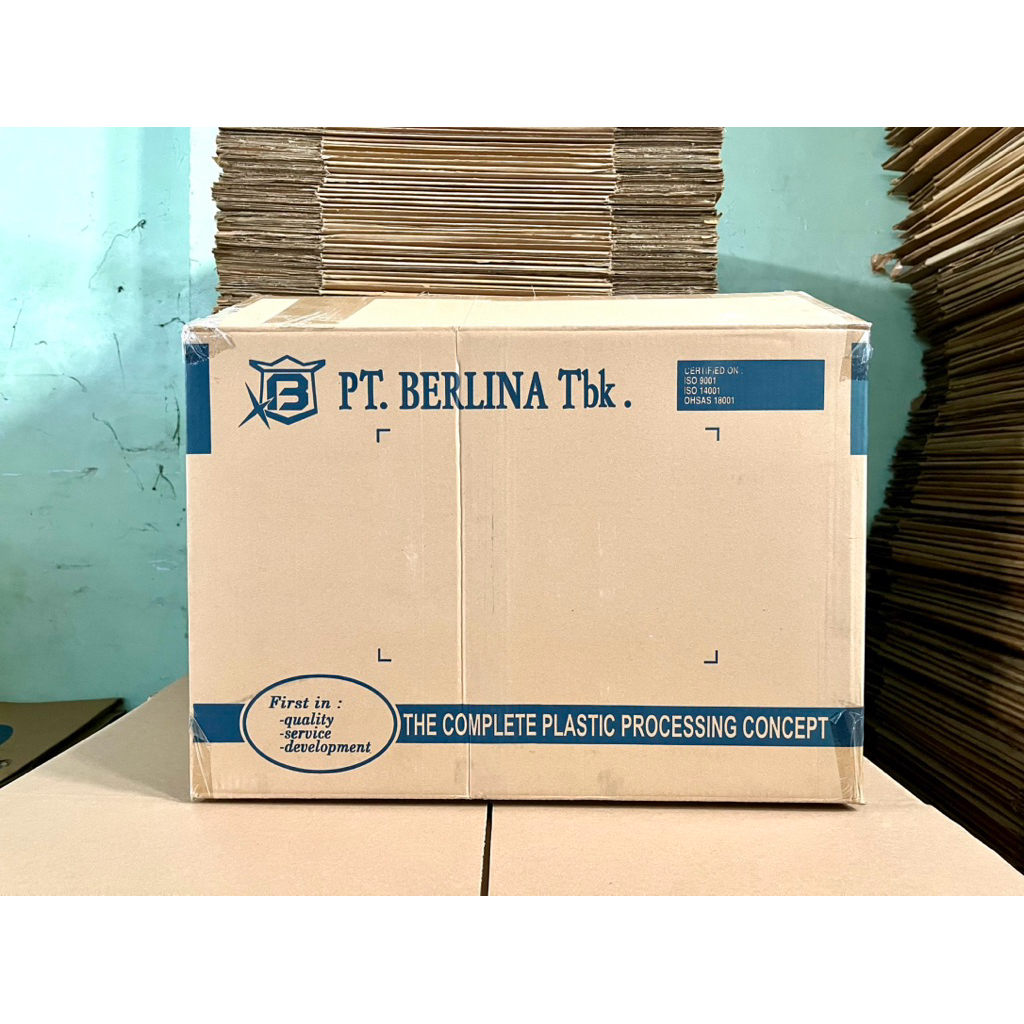 B
PT. BERLINA Tbk .
CERTIFIED ON :
ISO 9001
ISO 14001
OHSAS 18001
First in :
-quality
-service
-development
THE COMPLETE PLASTIC PROCESSING CONCEPT